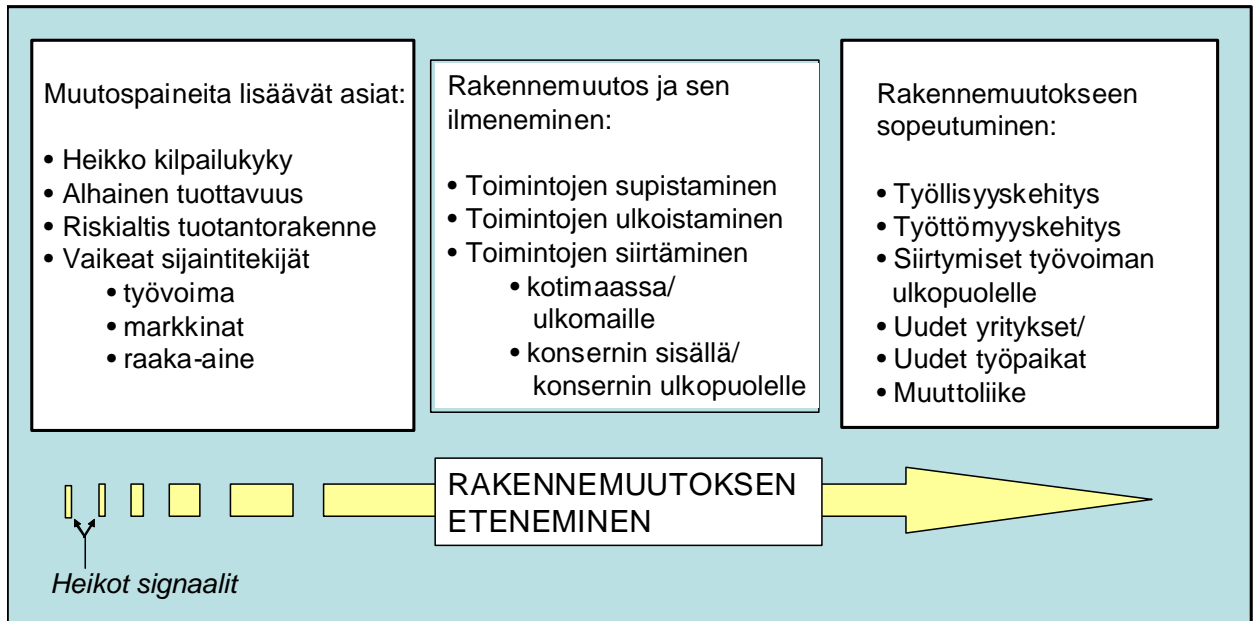 Muutospaineita lisäävät asiat:
• Heikko kilpailukyky
• Alhainen tuottavuus
• Riskialtis tuotantorakenne
• Vaikeat sijaintitekijät
• työvoima
• markkinat
• raaka-aine
Rakennemuutos ja sen
ilmeneminen:
• Toimintojen supistaminen
• Toimintojen ulkoistaminen
• Toimintojen siirtäminen
• kotimaassa/
ulkomaille
• konsernin sisällä/
konsernin ulkopuolelle
Rakennemuutokseen
sopeutuminen:
• Työllisyyskehitys
• Työttömyyskehitys
• Siirtymiset työvoiman
ulkopuolelle
• Uudet yritykset/
• Uudet työpaikat
• Muuttoliike
RAKENNEMUUTOKSEN
ETENEMINEN
Heikot signaalit